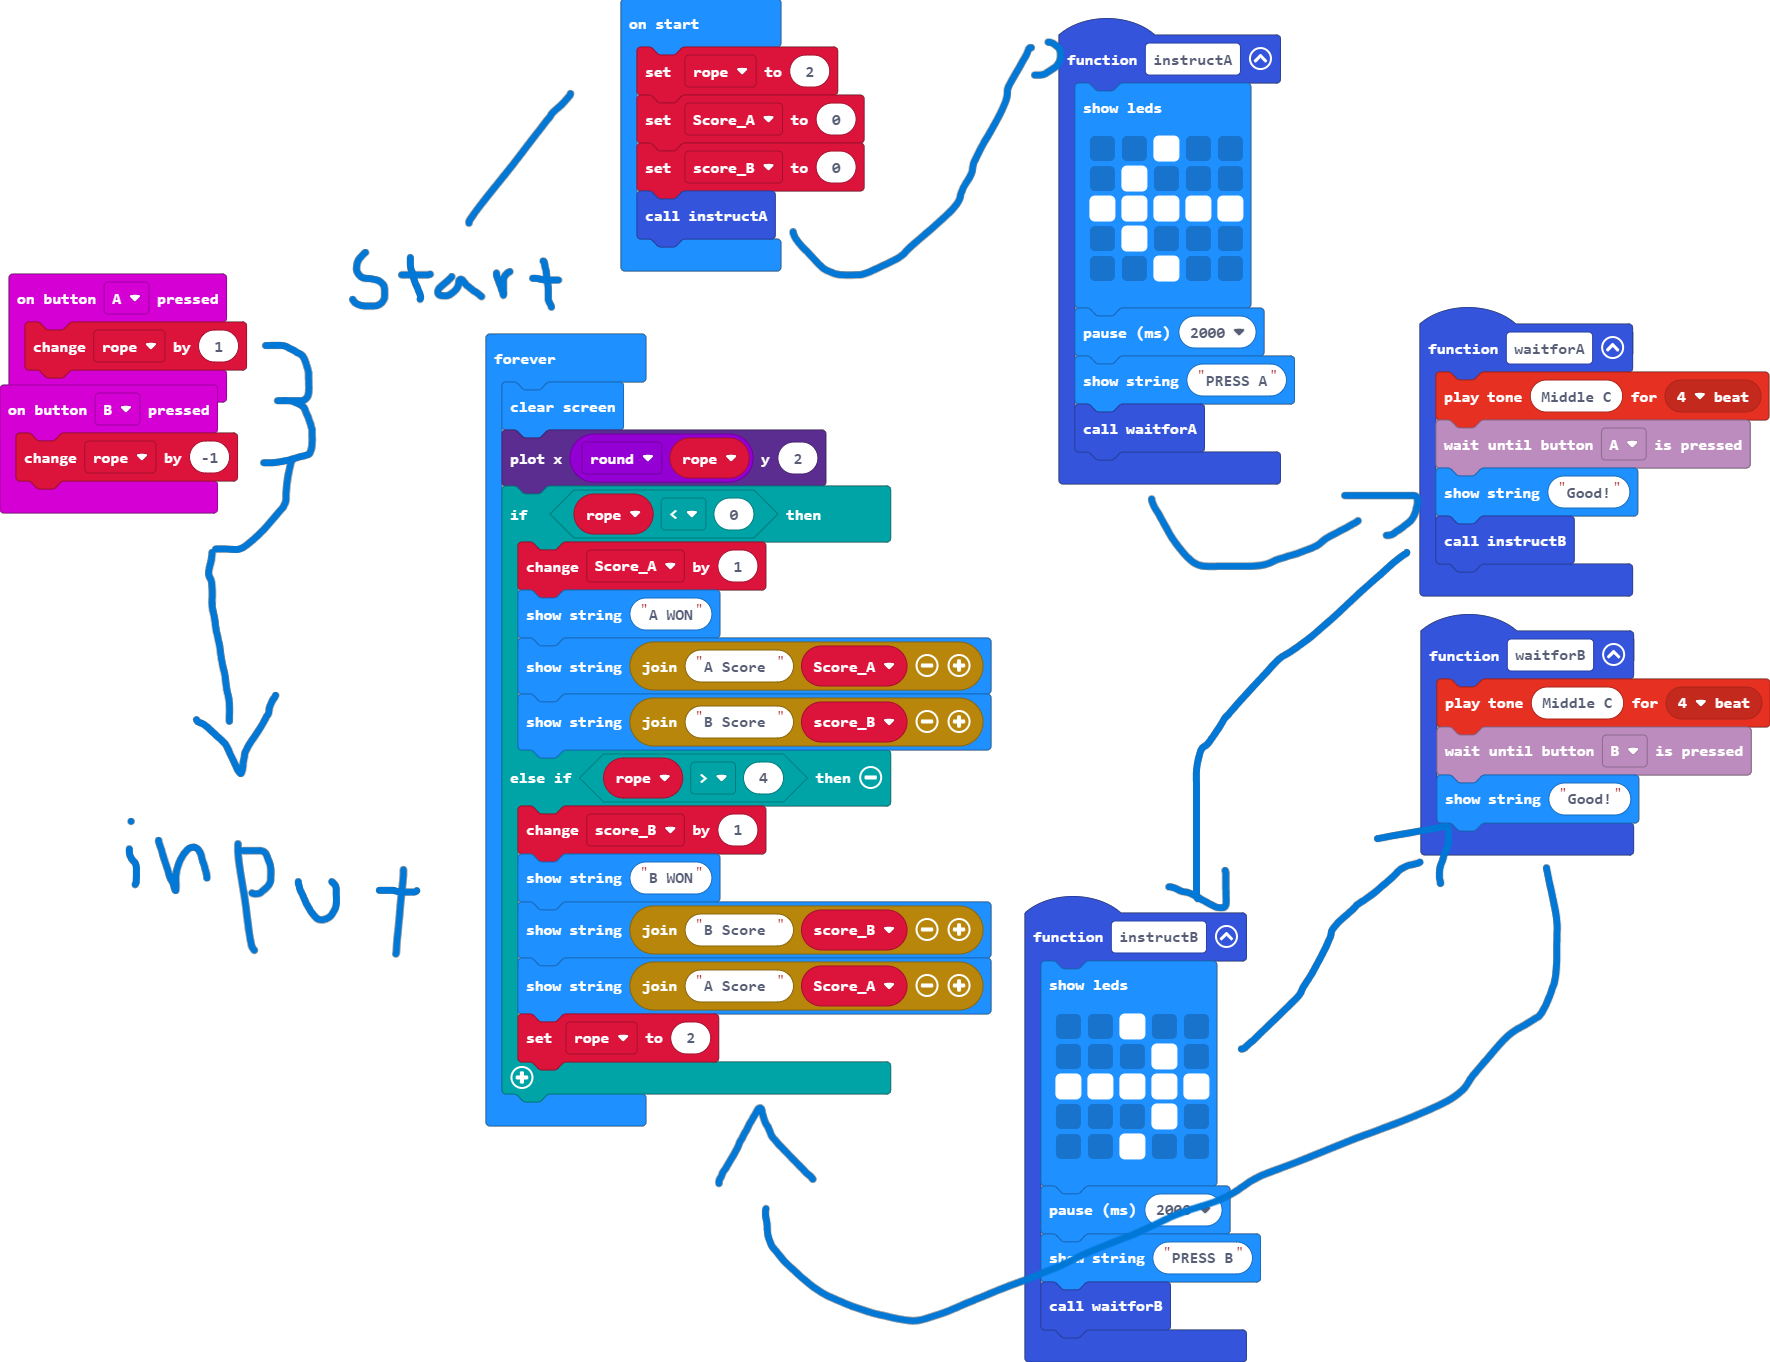 on start
set rope to 2
set Score_A to 0
set score_B to 0
call instructA
Start
on button A pressed
change rope by 1
on button B pressed
change rope by -1
input
forever
clear screen
plot x round rope y 2
if rope < 0 then
change Score_A by 1
show string "A WON"
show string join "A Score " Score_A
show string join "B Score " score_B
else if rope > 4 then
change score_B by 1
show string "B WON"
show string join "B Score " score_B
show string join "A Score " Score_A
set rope to 2
function instructA
show leds
pause (ms) 2000
show string "PRESS A"
call waitforA
function waitforA
play tone Middle C for 4 beat
wait until button A is pressed
show string "Good!"
call instructB
function waitforB
play tone Middle C for 4 beat
wait until button B is pressed
show string "Good!"
function instructB
show leds
pause (ms) 2000
show string "PRESS B"
call waitforB